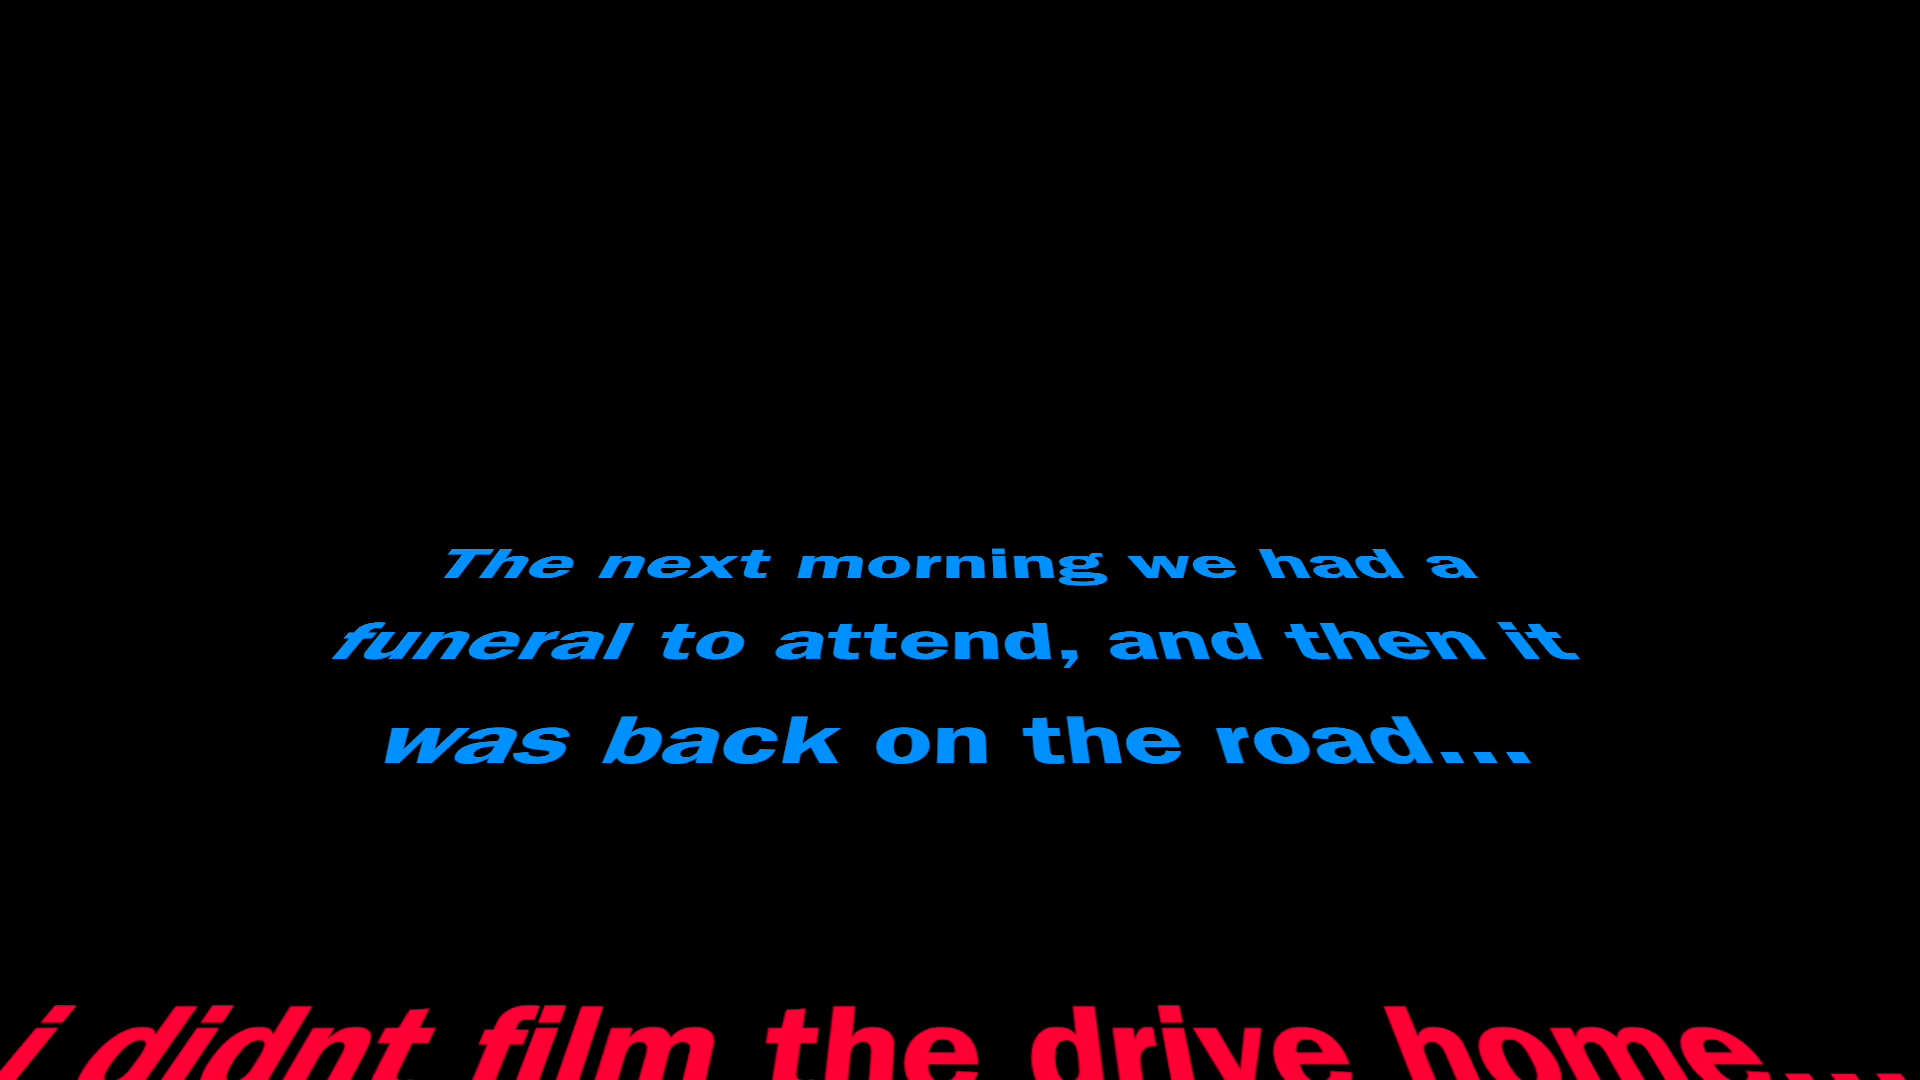 The next morning we had a
funeral to attend, and then it
was back on the road...
i didnt film the drive home...